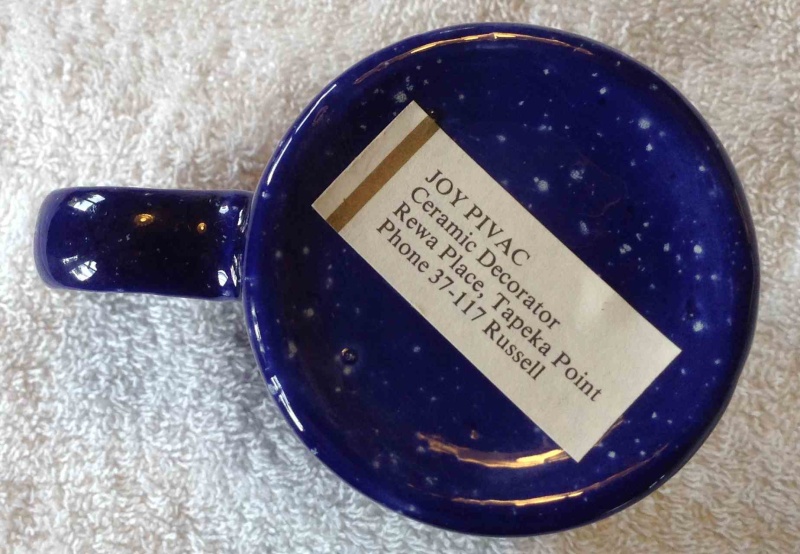 JOY PIVAC
Ceramic Decorator
Rewa Place, Tapeka Point
Phone 37-117 Russell